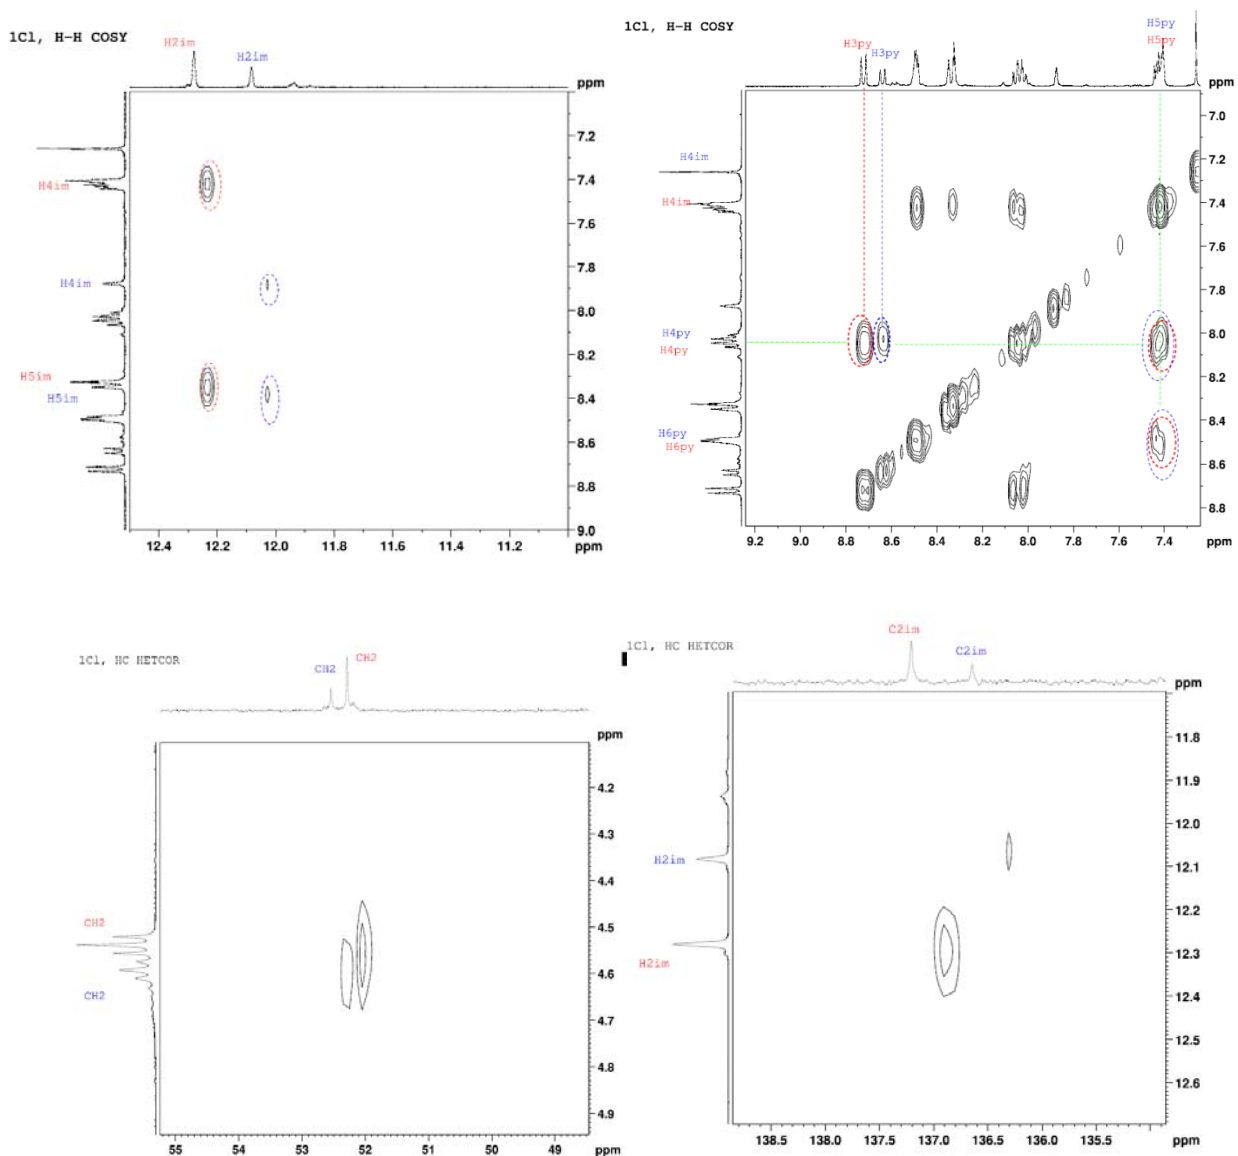 1Cl, H-H COSY
H2im
H2im
ppm
7.2
7.4
7.6
7.8
8.0
8.2
8.4
8.6
8.8
9.0
H4im
H4im
H5im
H5im
12.4 12.2 12.0 11.8 11.6 11.4 11.2 ppm
1Cl, H-H COSY
H3py
H3py
H5py
H5py
ppm
7.0
7.2
7.4
7.6
7.8
8.0
8.2
8.4
8.6
8.8
H4im
H4im
H4py
H4py
H6py
H6py
9.2 9.0 8.8 8.6 8.4 8.2 8.0 7.8 7.6 7.4 ppm
1Cl, HC HETCOR
CH2
CH2
ppm
4.2
4.3
4.4
4.5
4.6
4.7
4.8
4.9
CH2
CH2
55 54 53 52 51 50 49 ppm
1Cl, HC HETCOR
C2im
C2im
ppm
11.8
11.9
12.0
12.1
12.2
12.3
12.4
12.5
12.6
H2im
H2im
138.5 138.0 137.5 137.0 136.5 136.0 135.5 ppm